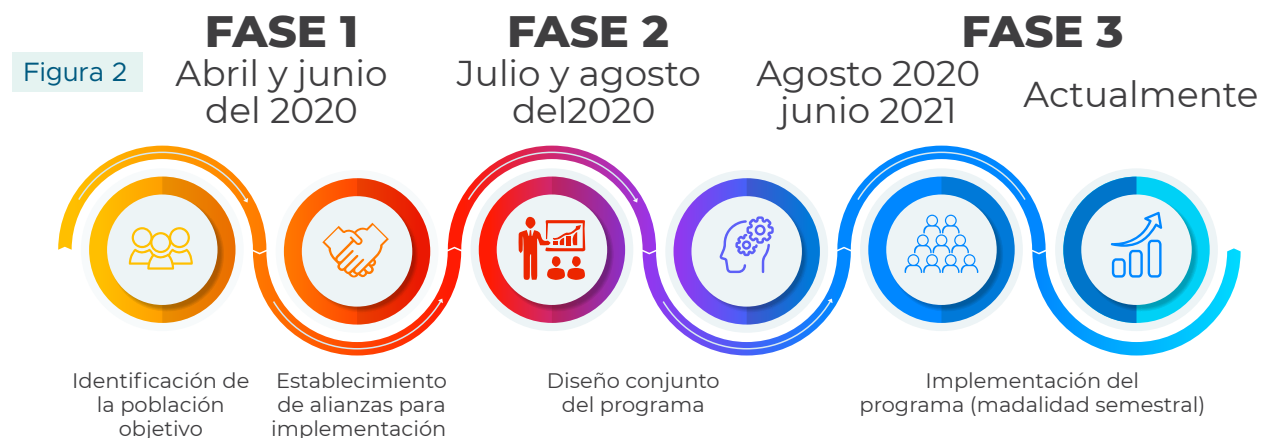 Figura 2
FASE 1
Abril y junio
del 2020
FASE 2
Julio y agosto
del2020
FASE 3
Agosto 2020
junio 2021
Actualmente
Identificación de
la población
objetivo
Establecimiento
de alianzas para
implementación
Diseño conjunto
del programa
Implementación del
programa (madalidad semestral)